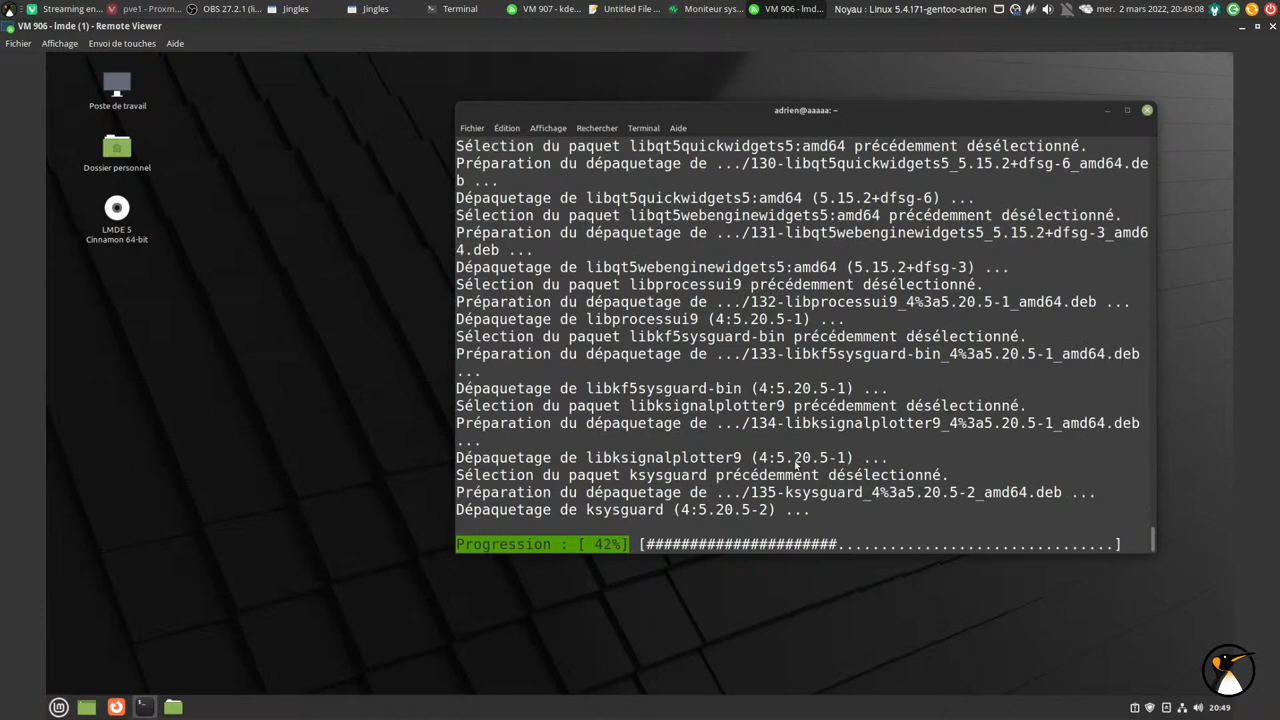 Streaming en...
pve1 - Proxm...
OBS 27.2.1 (li...
Jingles
Jingles
Terminal
VM 907 - kde...
Untitled File ...
Moniteur sys...
VM 906 - lmd...
Noyau : Linux 5.4.171-gentoo-adrien
mer. 2 mars 2022, 20:49:08
VM 906 - lmde (1) - Remote Viewer
Fichier Affichage Envoi de touches Aide
Poste de travail
Dossier personnel
LMDE 5
Cinnamon 64-bit
adrien@aaaaa: ~
Fichier Édition Affichage Rechercher Terminal Aide
Sélection du paquet libqt5quickwidgets5:amd64 précédemment désélectionné.
Préparation du dépaquetage de .../130-libqt5quickwidgets5_5.15.2+dfsg-6_amd64.de
b ...
Dépaquetage de libqt5quickwidgets5:amd64 (5.15.2+dfsg-6) ...
Sélection du paquet libqt5webenginewidgets5:amd64 précédemment désélectionné.
Préparation du dépaquetage de .../131-libqt5webenginewidgets5_5.15.2+dfsg-3_amd6
4.deb ...
Dépaquetage de libqt5webenginewidgets5:amd64 (5.15.2+dfsg-3) ...
Sélection du paquet libprocessui9 précédemment désélectionné.
Préparation du dépaquetage de .../132-libprocessui9_4%3a5.20.5-1_amd64.deb ...
Dépaquetage de libprocessui9 (4:5.20.5-1) ...
Sélection du paquet libkf5sysguard-bin précédemment désélectionné.
Préparation du dépaquetage de .../133-libkf5sysguard-bin_4%3a5.20.5-1_amd64.deb
...
Dépaquetage de libkf5sysguard-bin (4:5.20.5-1) ...
Sélection du paquet libksignalplotter9 précédemment désélectionné.
Préparation du dépaquetage de .../134-libksignalplotter9_4%3a5.20.5-1_amd64.deb
...
Dépaquetage de libksignalplotter9 (4:5.20.5-1) ...
Sélection du paquet ksysguard précédemment désélectionné.
Préparation du dépaquetage de .../135-ksysguard_4%3a5.20.5-2_amd64.deb ...
Dépaquetage de ksysguard (4:5.20.5-2) ...
Progression : [ 42%] [######################................................]
20:49